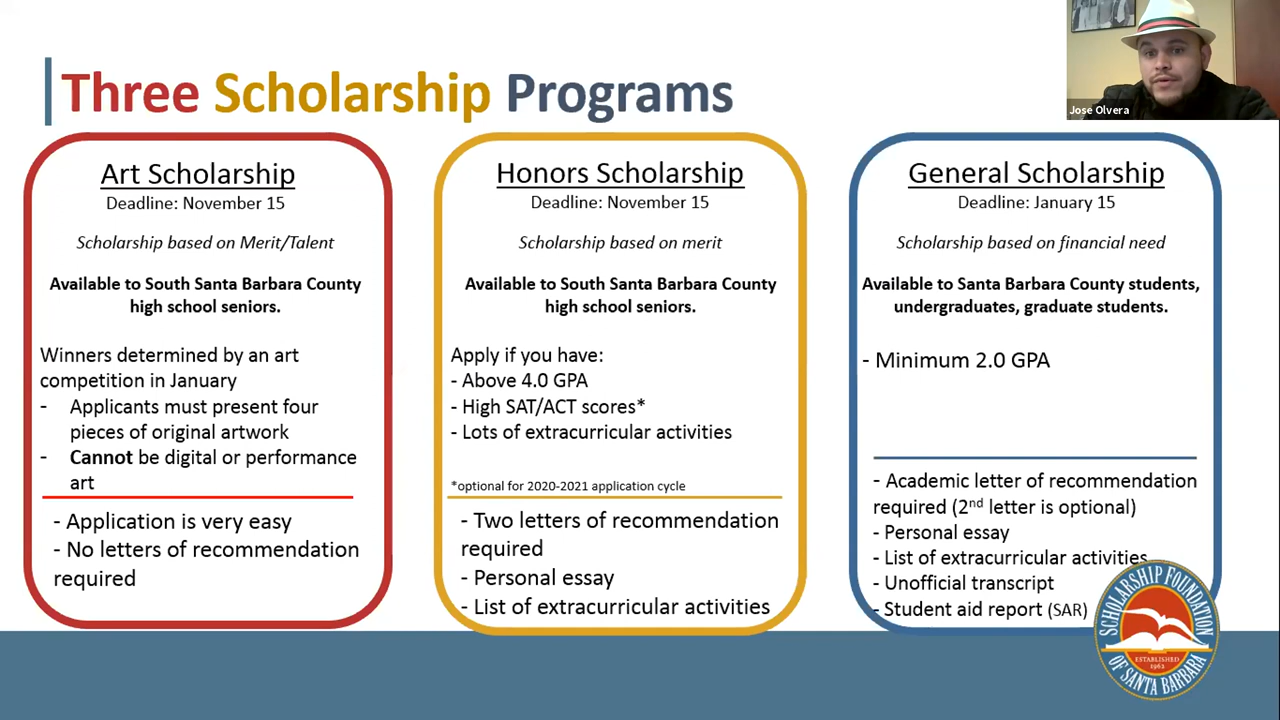 Three Scholarship Programs
Jose Olvera
Art Scholarship
Deadline: November 15
Scholarship based on Merit/Talent
Available to South Santa Barbara County
high school seniors.
Winners determined by an art
competition in January
- Applicants must present four
pieces of original artwork
- Cannot be digital or performance
art
- Application is very easy
- No letters of recommendation
required
Honors Scholarship
Deadline: November 15
Scholarship based on merit
Available to South Santa Barbara County
high school seniors.
Apply if you have:
- Above 4.0 GPA
- High SAT/ACT scores*
- Lots of extracurricular activities
*optional for 2020-2021 application cycle
- Two letters of recommendation
required
- Personal essay
- List of extracurricular activities
General Scholarship
Deadline: January 15
Scholarship based on financial need
Available to Santa Barbara County students,
undergraduates, graduate students.
- Minimum 2.0 GPA
- Academic letter of recommendation
required (2nd letter is optional)
- Personal essay
- List of extracurricular activities
- Unofficial transcript
- Student aid report (SAR)
SCHOLARSHIP FOUNDATION
ESTABLISHED
1962
OF SANTA BARBARA